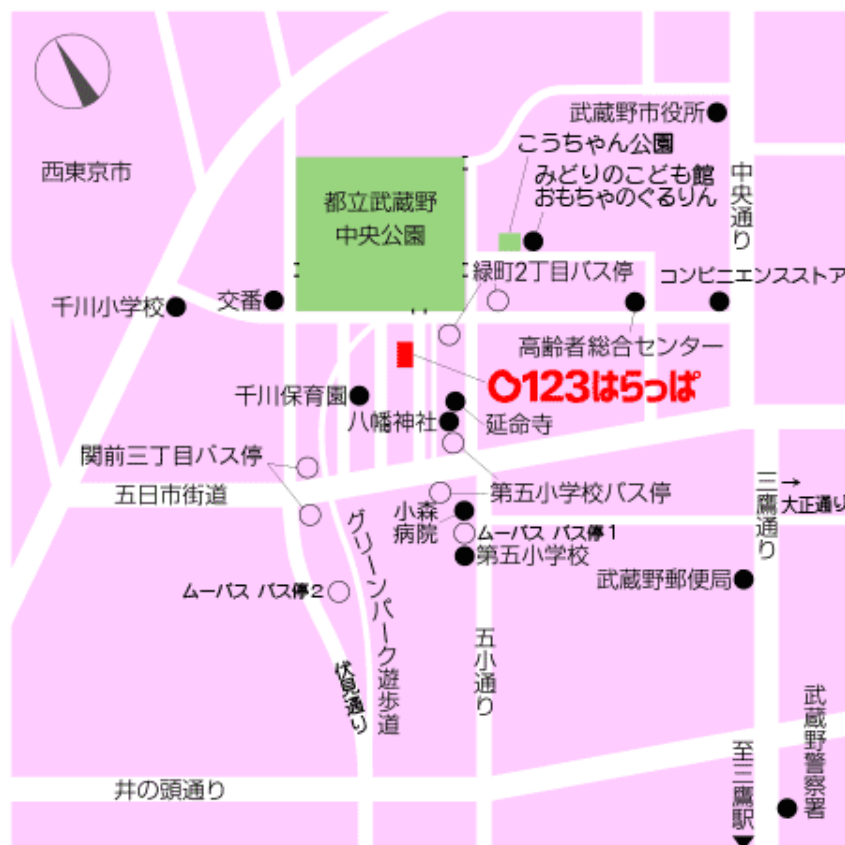 武蔵野市役所
こうちゃん公園
みどりのこども館
おもちゃのぐるりん
西東京市
都立武蔵野
中央公園
中央通り
緑町2丁目バス停
コンビニエンスストア
千川小学校
交番
高齢者総合センター
123はらっぱ
千川保育園
八幡神社
延命寺
関前三丁目バス停
五日市街道
第五小学校バス停
三鷹通り
→
大正通り
小森
病院
ムーバス バス停1
第五小学校
グリーンパーク遊歩道
武蔵野郵便局
ムーバス バス停2
五小通り
伏見通り
武蔵野警察署
至三鷹駅
井の頭通り